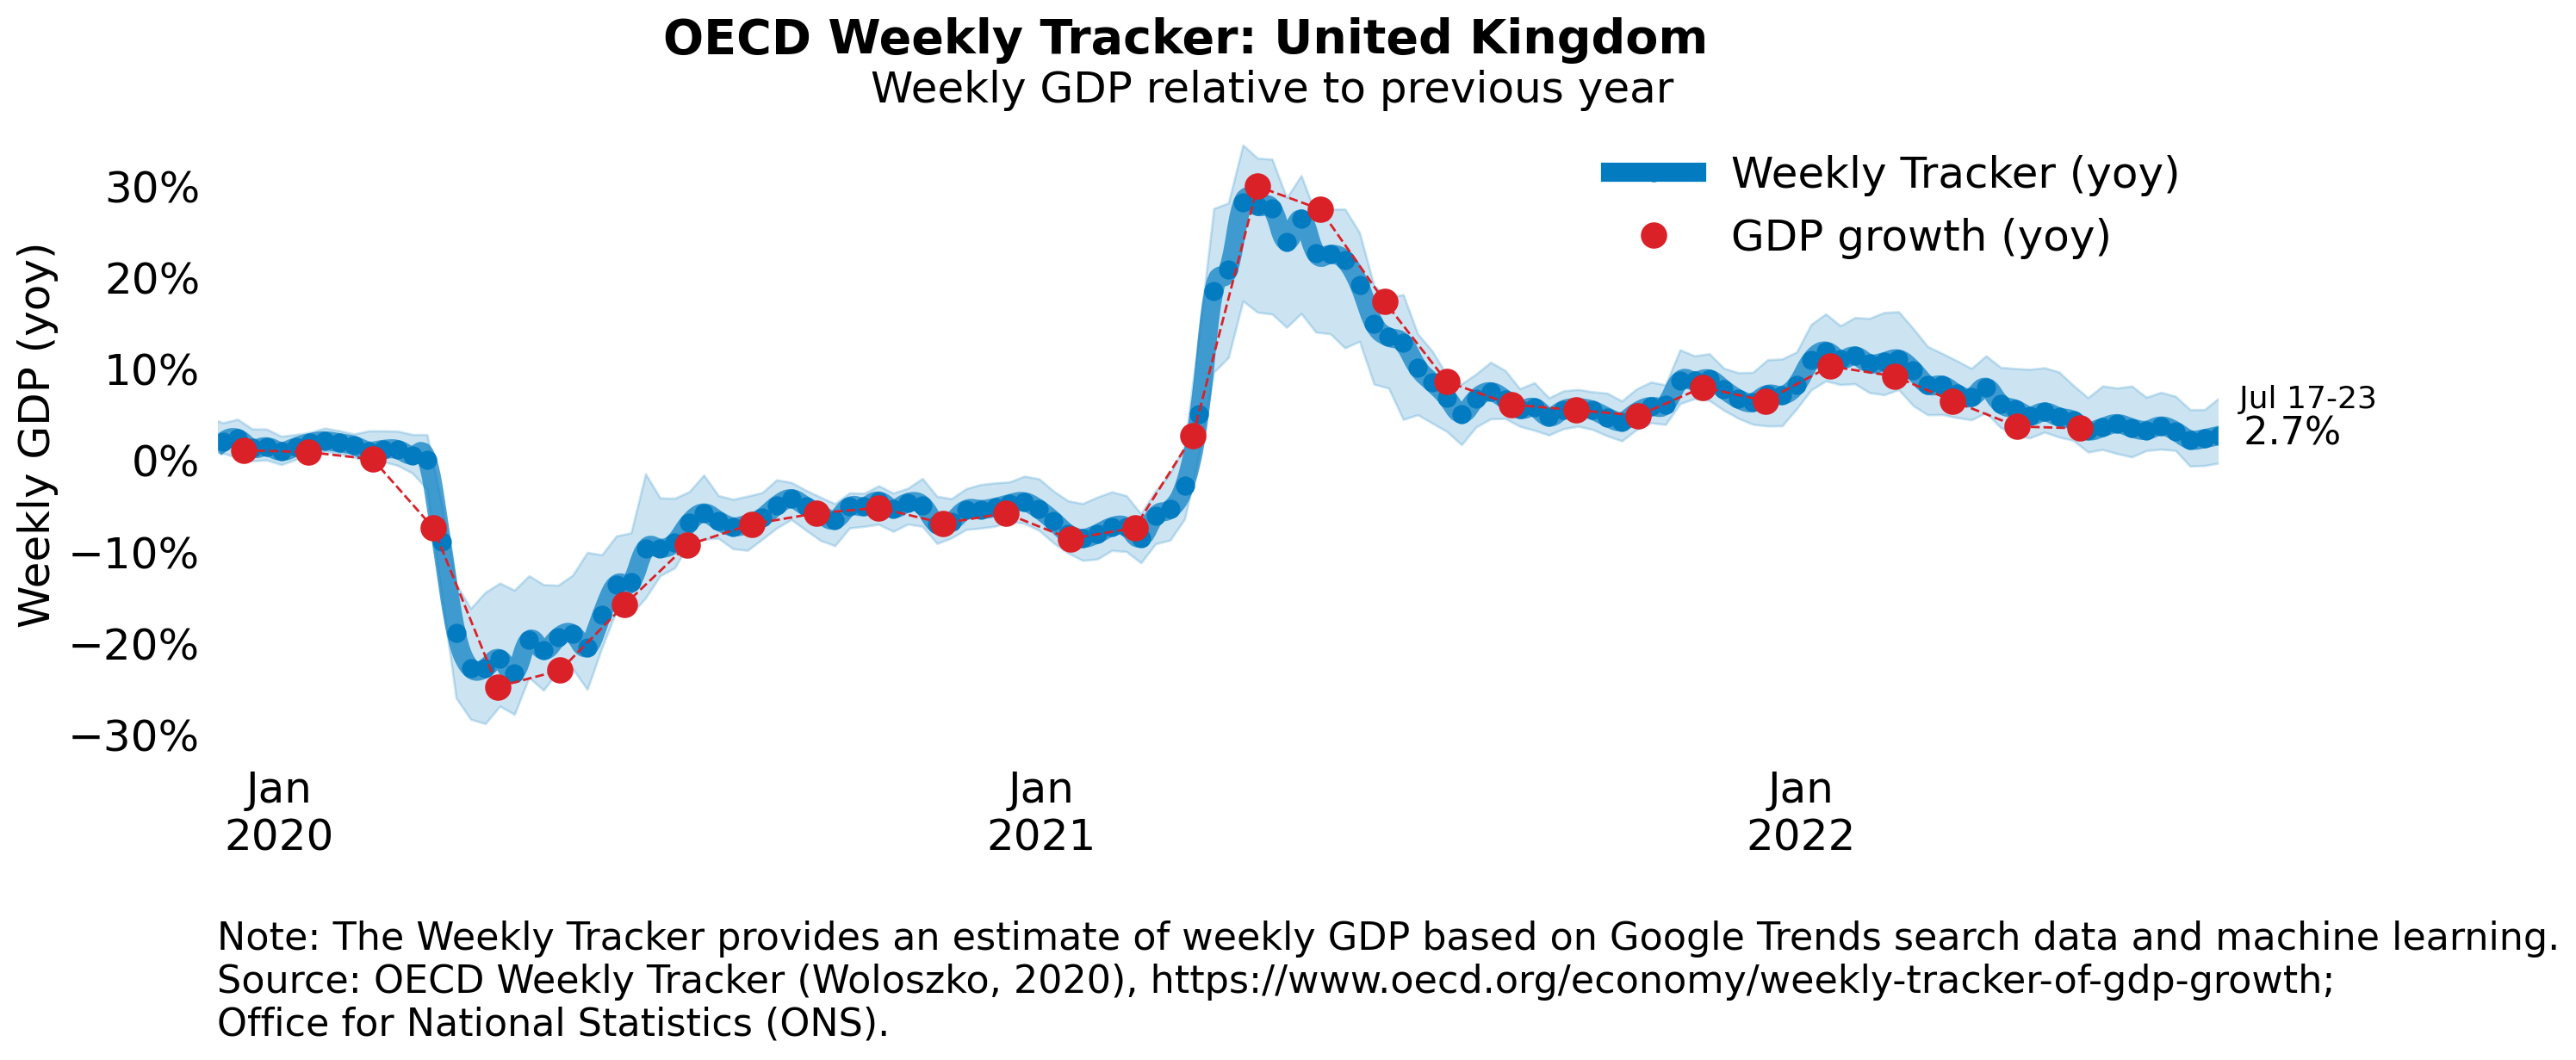 OECD Weekly Tracker: United Kingdom
Weekly GDP relative to previous year
Weekly GDP (yoy)
30%
20%
10%
0%
−10%
−20%
−30%
Weekly Tracker (yoy)
GDP growth (yoy)
Jul 17-23
2.7%
Jan
2020
Jan
2021
Jan
2022
Note: The Weekly Tracker provides an estimate of weekly GDP based on Google Trends search data and machine learning.
Source: OECD Weekly Tracker (Woloszko, 2020), https://www.oecd.org/economy/weekly-tracker-of-gdp-growth;
Office for National Statistics (ONS).